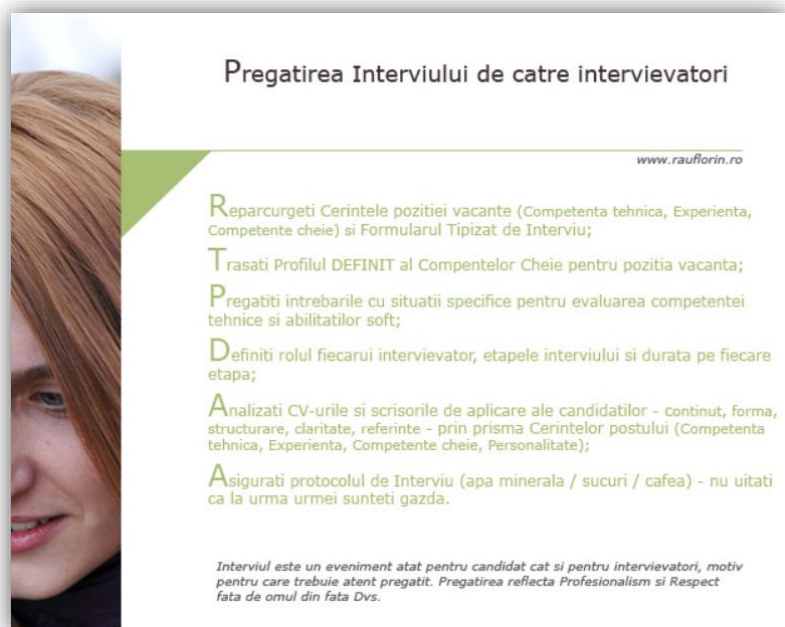 Pregatirea Interviului de catre intervievatori
www.rauflorin.ro
Reparcurgeti Cerintele pozitiei vacante (Competenta tehnica, Experienta,
Competente cheie) si Formularul Tipizat de Interviu;
Trasati Profilul DEFINIT al Compentelor Cheie pentru pozitia vacanta;
Pregatiti intrebarile cu situatii specifice pentru evaluarea competentei
tehnice si abilitatilor soft;
Definiti rolul fiecarui intervievator, etapele interviului si durata pe fiecare
etapa;
Analizati CV-urile si scrisorile de aplicare ale candidatilor - continut, forma,
structurare, claritate, referinte - prin prisma Cerintelor postului (Competenta
tehnica, Experienta, Competente cheie, Personalitate);
Asigurati protocolul de Interviu (apa minerala / sucuri / cafea) - nu uitati
ca la urma urmei sunteti gazda.
Interviul este un eveniment atat pentru candidat cat si pentru intervievatori, motiv
pentru care trebuie atent pregatit. Pregatirea reflecta Profesionalism si Respect
fata de omul din fata Dvs.